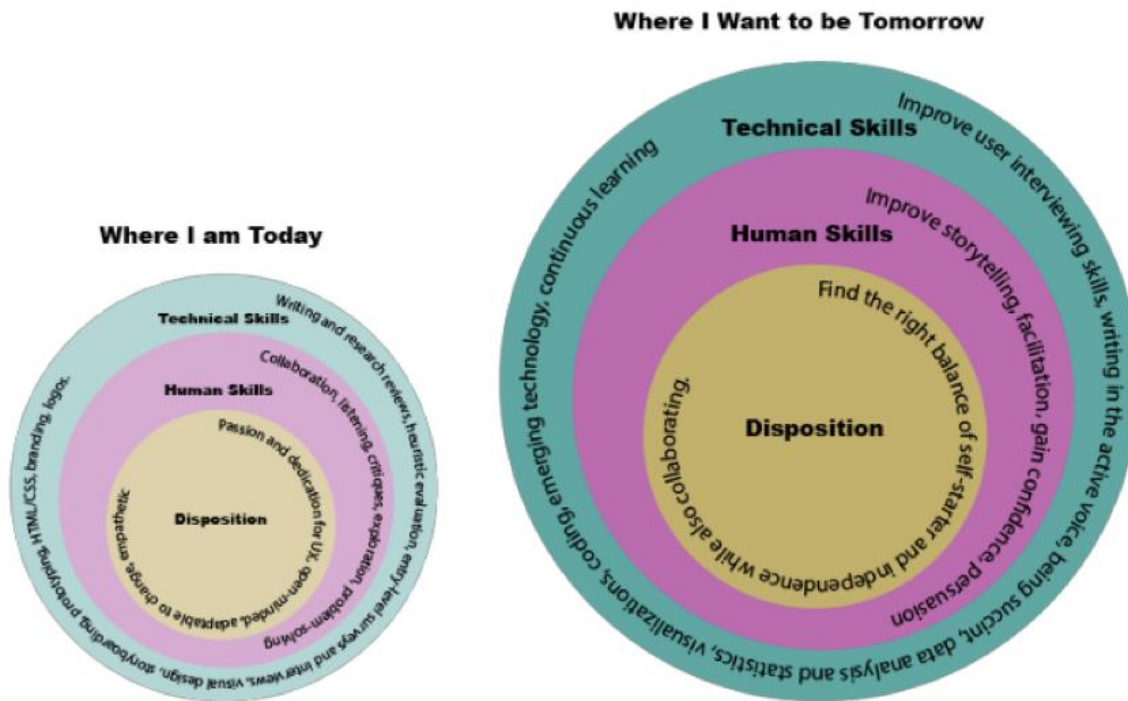 Where I am Today
Technical Skills
Writing and research reviews, heuristic evaluation, entry-level surveys and interviews, visual design, storyboarding, prototyping, HTML/CSS, branding, logos.
Human Skills
Collaboration, listening, critiques, exploration, problem-solving
Disposition
Passion and dedication for UX, open-minded, adaptable to change, empathetic
Where I Want to be Tomorrow
Technical Skills
Improve user interviewing skills, writing in the active voice, being succint, data analysis and statistics, visualizations, coding, emerging technology, continuous learning
Human Skills
Improve storytelling, facilitation, gain confidence, persuasion
Disposition
Find the right balance of self-starter and independence while also collaborating.